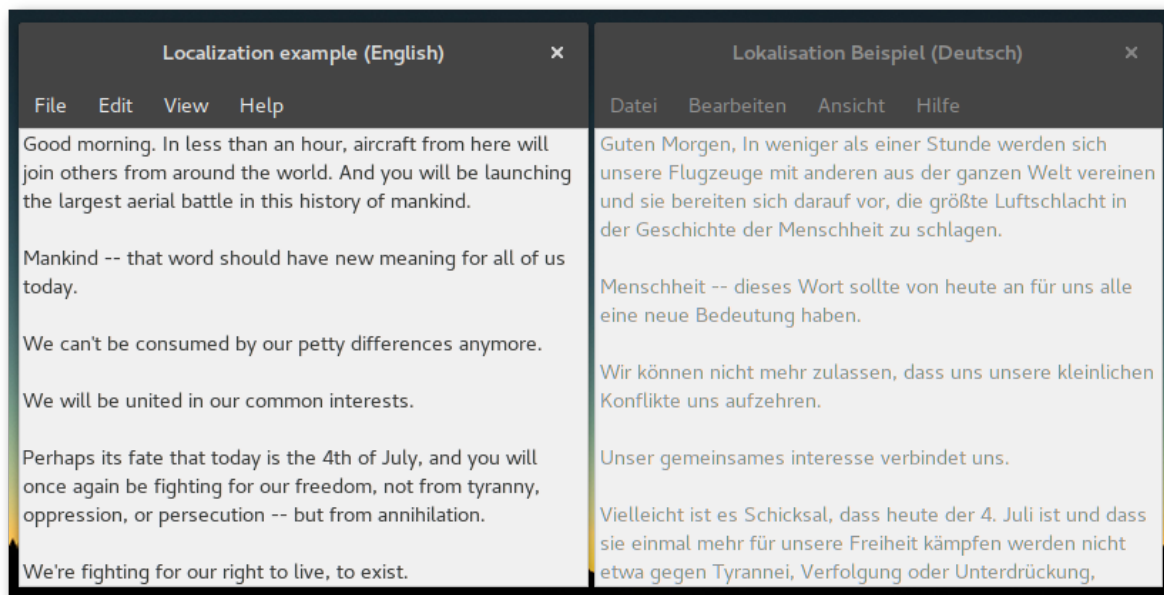 Localization example (English)
File Edit View Help
Good morning. In less than an hour, aircraft from here will
join others from around the world. And you will be launching
the largest aerial battle in this history of mankind.
Mankind -- that word should have new meaning for all of us
today.
We can't be consumed by our petty differences anymore.
We will be united in our common interests.
Perhaps its fate that today is the 4th of July, and you will
once again be fighting for our freedom, not from tyranny,
oppression, or persecution -- but from annihilation.
We're fighting for our right to live, to exist.
Lokalisation Beispiel (Deutsch)
Datei Bearbeiten Ansicht Hilfe
Guten Morgen, In weniger als einer Stunde werden sich
unsere Flugzeuge mit anderen aus der ganzen Welt vereinen
und sie bereiten sich darauf vor, die größte Luftschlacht in
der Geschichte der Menschheit zu schlagen.
Menschheit -- dieses Wort sollte von heute an für uns alle
eine neue Bedeutung haben.
Wir können nicht mehr zulassen, dass uns unsere kleinlichen
Konflikte uns aufzehren.
Unser gemeinsames interesse verbindet uns.
Vielleicht ist es Schicksal, dass heute der 4. Juli ist und dass
sie einmal mehr für unsere Freiheit kämpfen werden nicht
etwa gegen Tyrannei, Verfolgung oder Unterdrückung,